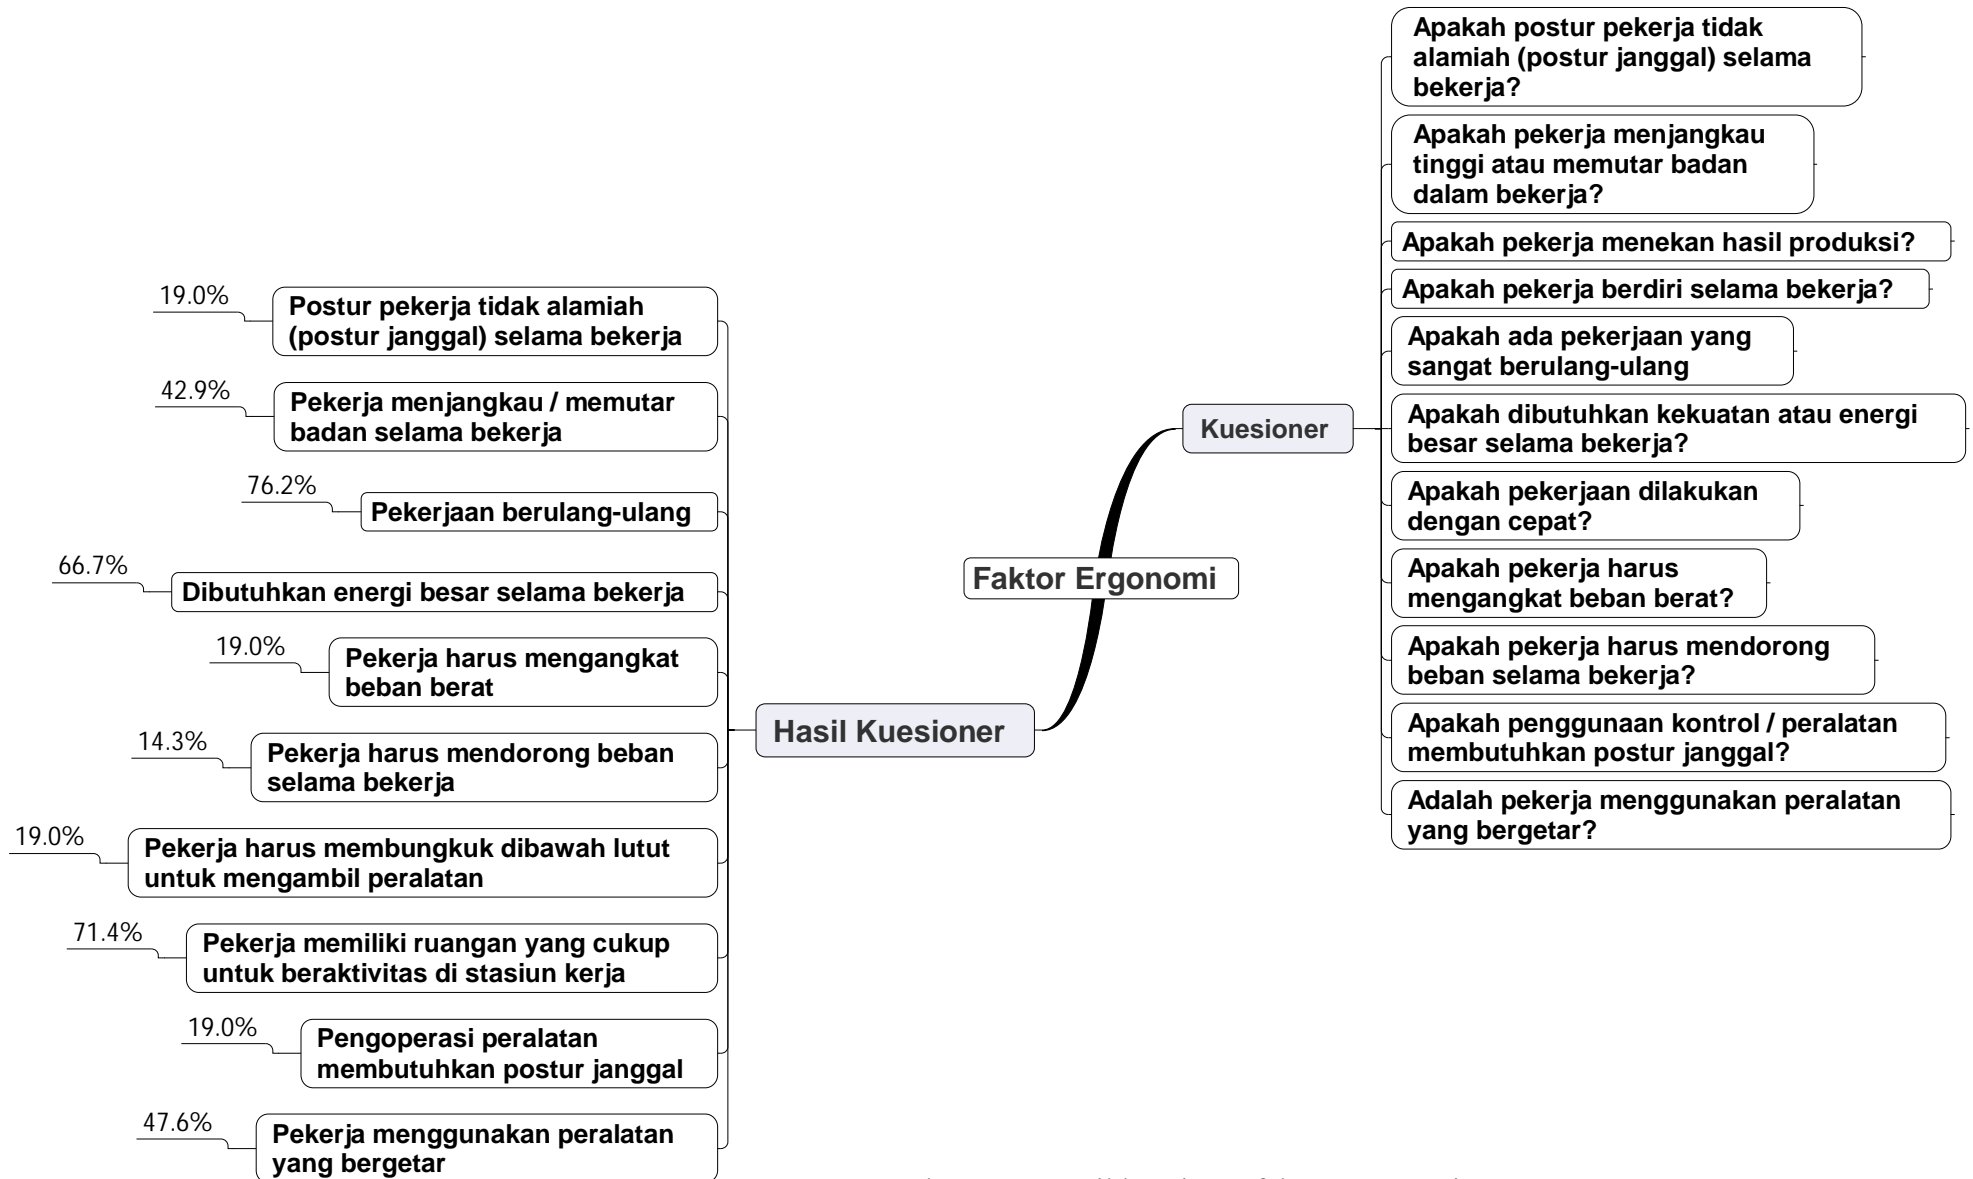 Faktor Ergonomi
Kuesioner
Apakah postur pekerja tidak
alamiah (postur janggal) selama
bekerja?
Apakah pekerja menjangkau
tinggi atau memutar badan
dalam bekerja?
Apakah pekerja menekan hasil produksi?
Apakah pekerja berdiri selama bekerja?
Apakah ada pekerjaan yang
sangat berulang-ulang
Apakah dibutuhkan kekuatan atau energi
besar selama bekerja?
Apakah pekerjaan dilakukan
dengan cepat?
Apakah pekerja harus
mengangkat beban berat?
Apakah pekerja harus mendorong
beban selama bekerja?
Apakah penggunaan kontrol / peralatan
membutuhkan postur janggal?
Adalah pekerja menggunakan peralatan
yang bergetar?
Hasil Kuesioner
19.0%
Postur pekerja tidak alamiah
(postur janggal) selama bekerja
42.9%
Pekerja menjangkau / memutar
badan selama bekerja
76.2%
Pekerjaan berulang-ulang
66.7%
Dibutuhkan energi besar selama bekerja
19.0%
Pekerja harus mengangkat
beban berat
14.3%
Pekerja harus mendorong beban
selama bekerja
19.0%
Pekerja harus membungkuk dibawah lutut
untuk mengambil peralatan
71.4%
Pekerja memiliki ruangan yang cukup
untuk beraktivitas di stasiun kerja
19.0%
Pengoperasi peralatan
membutuhkan postur janggal
47.6%
Pekerja menggunakan peralatan
yang bergetar